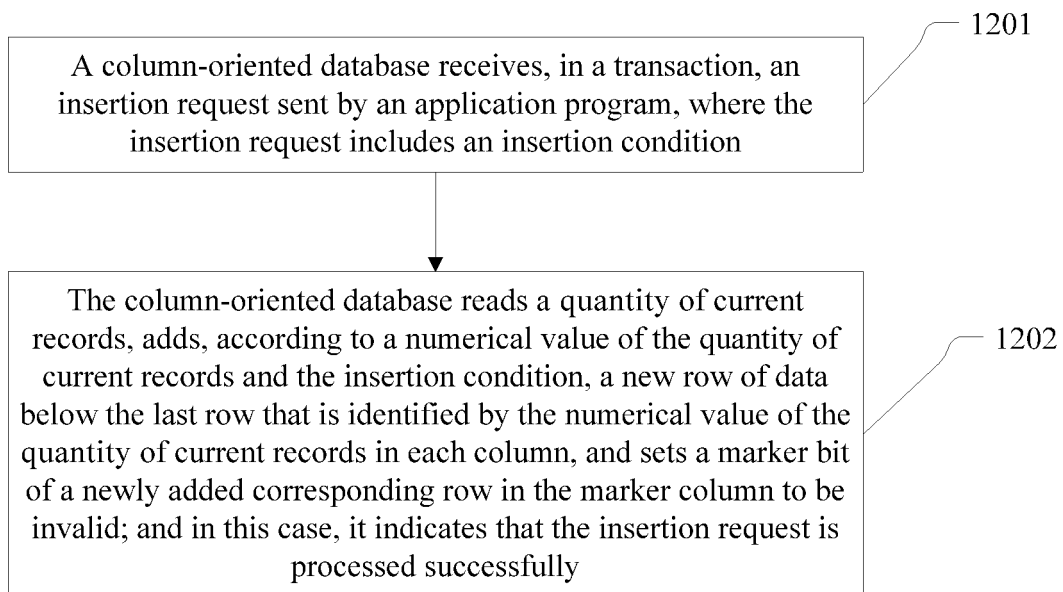 1201
A column-oriented database receives, in a transaction, an
insertion request sent by an application program, where the
insertion request includes an insertion condition
The column-oriented database reads a quantity of current
records, adds, according to a numerical value of the quantity of
current records and the insertion condition, a new row of data
below the last row that is identified by the numerical value of the
quantity of current records in each column, and sets a marker bit
of a newly added corresponding row in the marker column to be
invalid; and in this case, it indicates that the insertion request is
processed successfully
1202